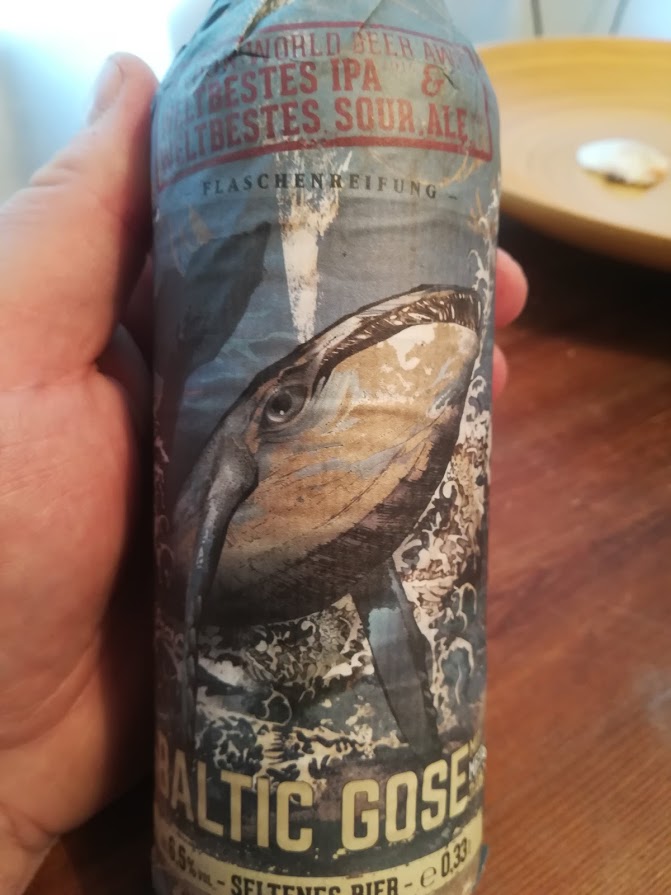 WORLD BEER AW
WELTBESTES IPA &
WELTBESTES SOUR ALE
- FLASCHENREIFUNG -
BALTIC GOSE
6.5% VOL. - SELTENES BIER - ℮ 0,33